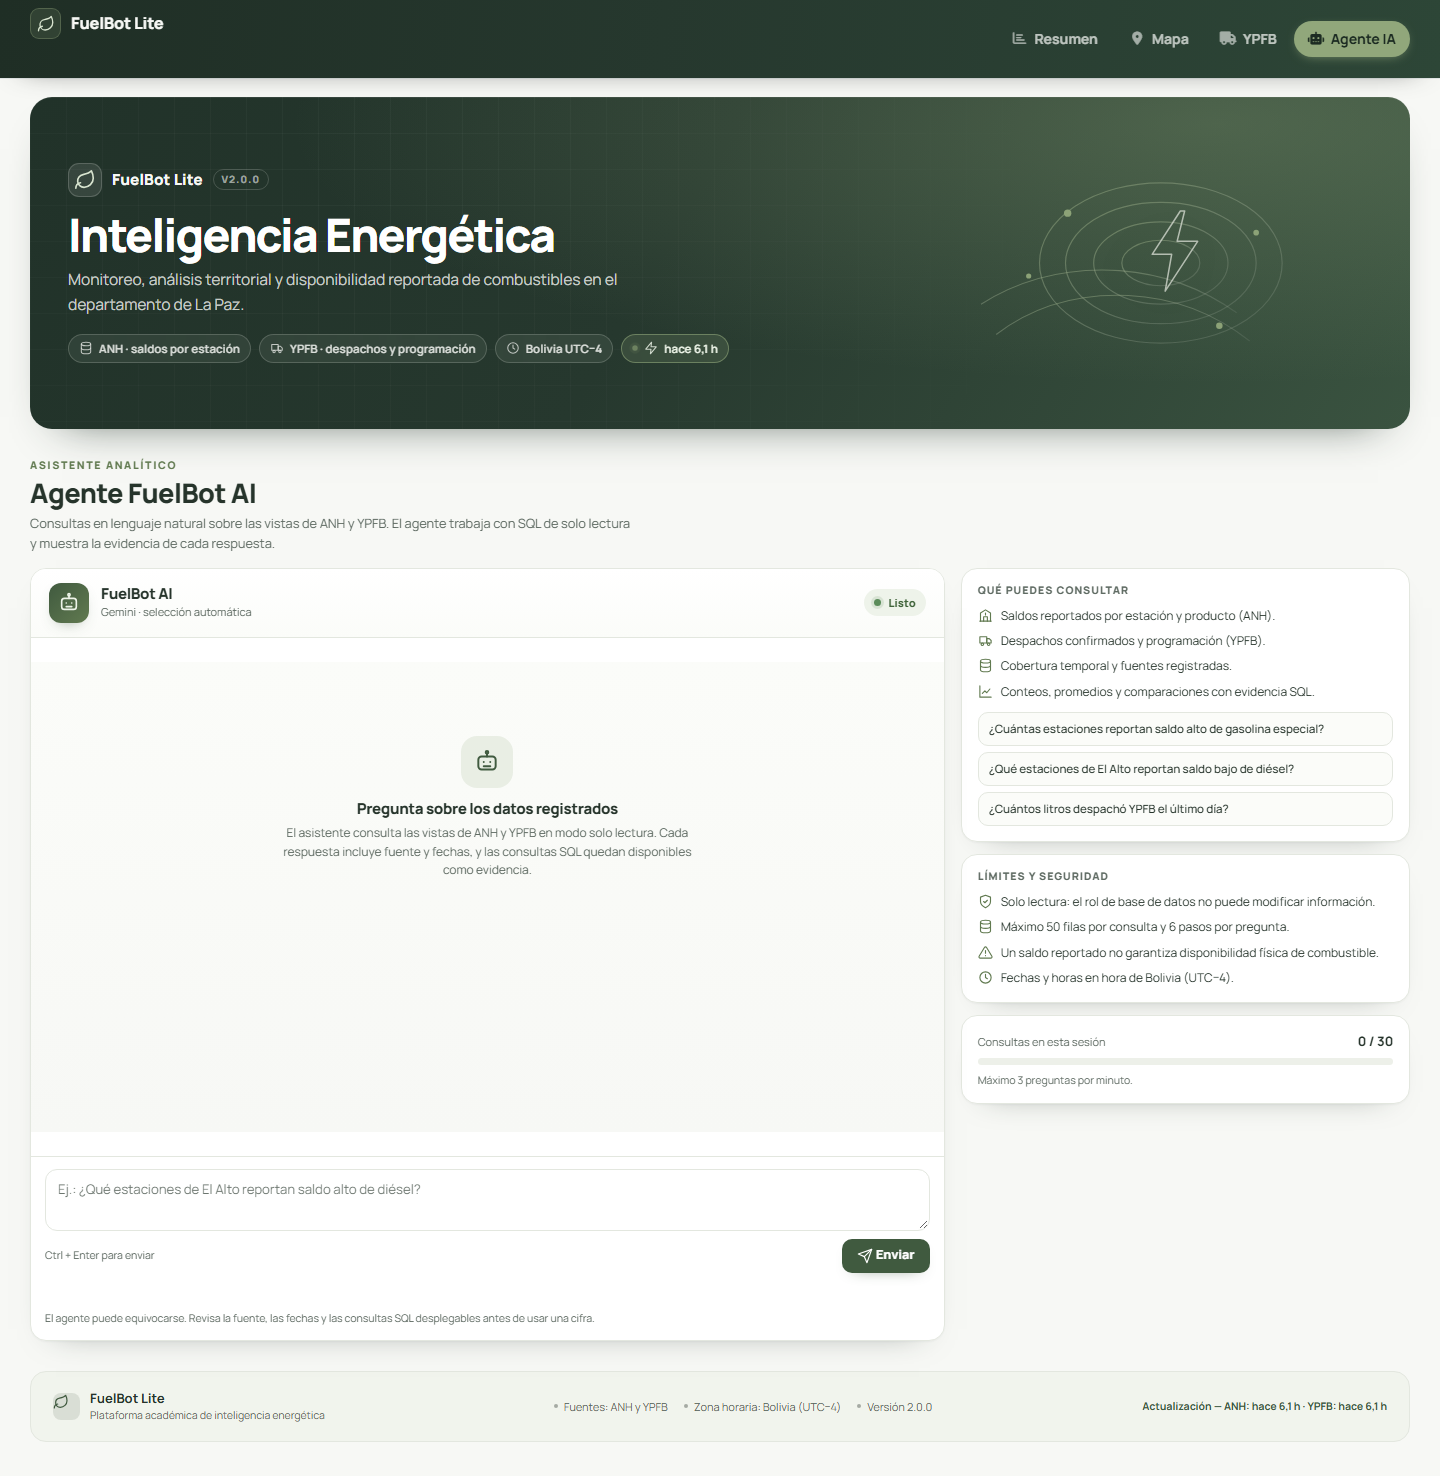 FuelBot Lite
Resumen
Mapa
YPFB
Agente IA
FuelBot Lite
V2.0.0
Inteligencia Energética
Monitoreo, análisis territorial y disponibilidad reportada de combustibles en el
departamento de La Paz.
ANH · saldos por estación
YPFB · despachos y programación
Bolivia UTC−4
hace 6,1 h
ASISTENTE ANALÍTICO
Agente FuelBot AI
Consultas en lenguaje natural sobre las vistas de ANH y YPFB. El agente trabaja con SQL de solo lectura
y muestra la evidencia de cada respuesta.
FuelBot AI
Gemini · selección automática
Listo
Pregunta sobre los datos registrados
El asistente consulta las vistas de ANH y YPFB en modo solo lectura. Cada
respuesta incluye fuente y fechas, y las consultas SQL quedan disponibles
como evidencia.
Ej.: ¿Qué estaciones de El Alto reportan saldo alto de diésel?
Ctrl + Enter para enviar
Enviar
El agente puede equivocarse. Revisa la fuente, las fechas y las consultas SQL desplegables antes de usar una cifra.
QUÉ PUEDES CONSULTAR
Saldos reportados por estación y producto (ANH).
Despachos confirmados y programación (YPFB).
Cobertura temporal y fuentes registradas.
Conteos, promedios y comparaciones con evidencia SQL.
¿Cuántas estaciones reportan saldo alto de gasolina especial?
¿Qué estaciones de El Alto reportan saldo bajo de diésel?
¿Cuántos litros despachó YPFB el último día?
LÍMITES Y SEGURIDAD
Solo lectura: el rol de base de datos no puede modificar información.
Máximo 50 filas por consulta y 6 pasos por pregunta.
Un saldo reportado no garantiza disponibilidad física de combustible.
Fechas y horas en hora de Bolivia (UTC−4).
Consultas en esta sesión
0 / 30
Máximo 3 preguntas por minuto.
FuelBot Lite
Plataforma académica de inteligencia energética
Fuentes: ANH y YPFB
Zona horaria: Bolivia (UTC−4)
Versión 2.0.0
Actualización — ANH: hace 6,1 h · YPFB: hace 6,1 h